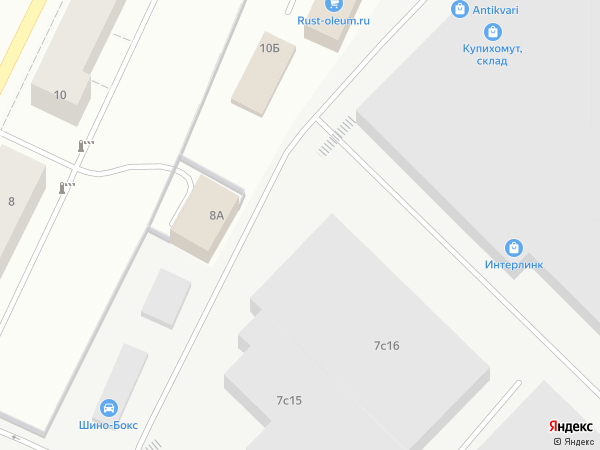 Antikvari
Rust-oleum.ru
Купихомут,
склад
10Б
10
8
8А
Интерлинк
7с16
7с15
Шино-Бокс
Яндекс
© Яндекс